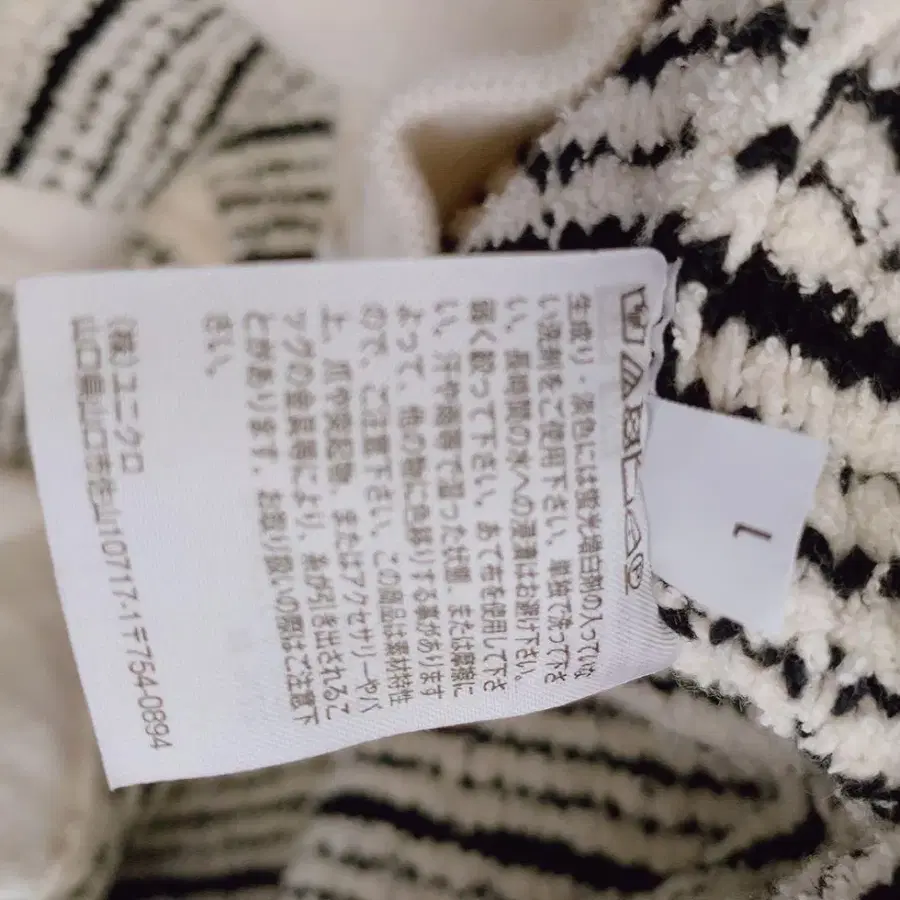 生成り・淡色には蛍光増白剤の入っていな
い洗剤をご使用下さい。単独で洗って下さ
い。長時間の水への浸漬はお避け下さい。
弱く絞って下さい。あて布を使用して下さ
い。汗や雨等で湿った状態、または摩擦に
よって、他の物に色移りする事があります
ので、ご注意下さい。この商品は素材特性
上、爪や突起物、またはアクセサリーやバ
ッグの金具等により、糸が引き出されるこ
とがあります。お取り扱いの際はご注意下
さい。
(株)ユニクロ
山口県山口市佐山10717-1〒754-0894
L